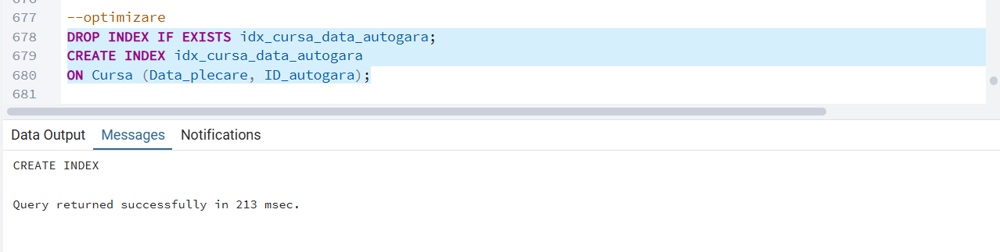 677 --optimizare
678 DROP INDEX IF EXISTS idx_cursa_data_autogara;
679 CREATE INDEX idx_cursa_data_autogara
680 ON Cursa (Data_plecare, ID_autogara);
681
Data Output Messages Notifications
CREATE INDEX
Query returned successfully in 213 msec.